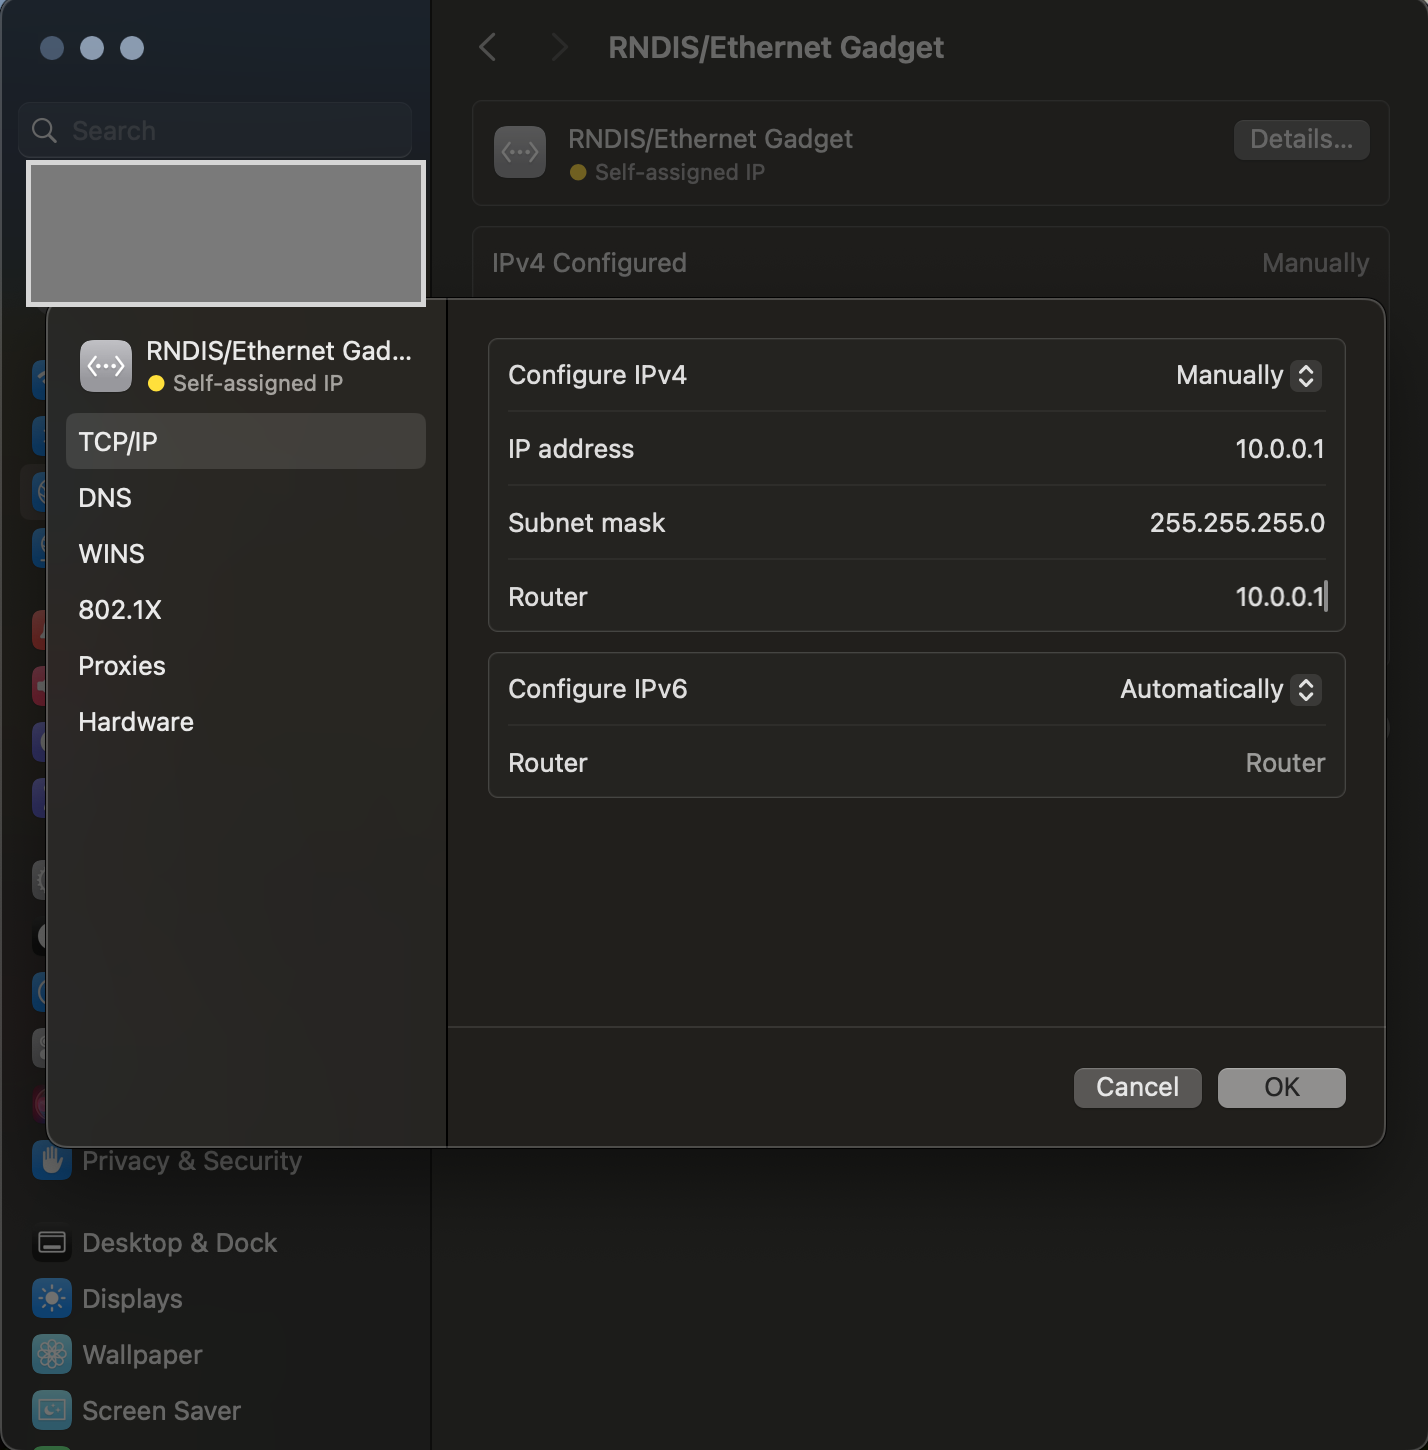 RNDIS/Ethernet Gadget
Search
RNDIS/Ethernet Gadget
Self-assigned IP
Details...
IPv4 Configured
Manually
RNDIS/Ethernet Gad...
Self-assigned IP
TCP/IP
DNS
WINS
802.1X
Proxies
Hardware
Configure IPv4
Manually
IP address
10.0.0.1
Subnet mask
255.255.255.0
Router
10.0.0.1
Configure IPv6
Automatically
Router
Router
Cancel
OK
Privacy & Security
Desktop & Dock
Displays
Wallpaper
Screen Saver